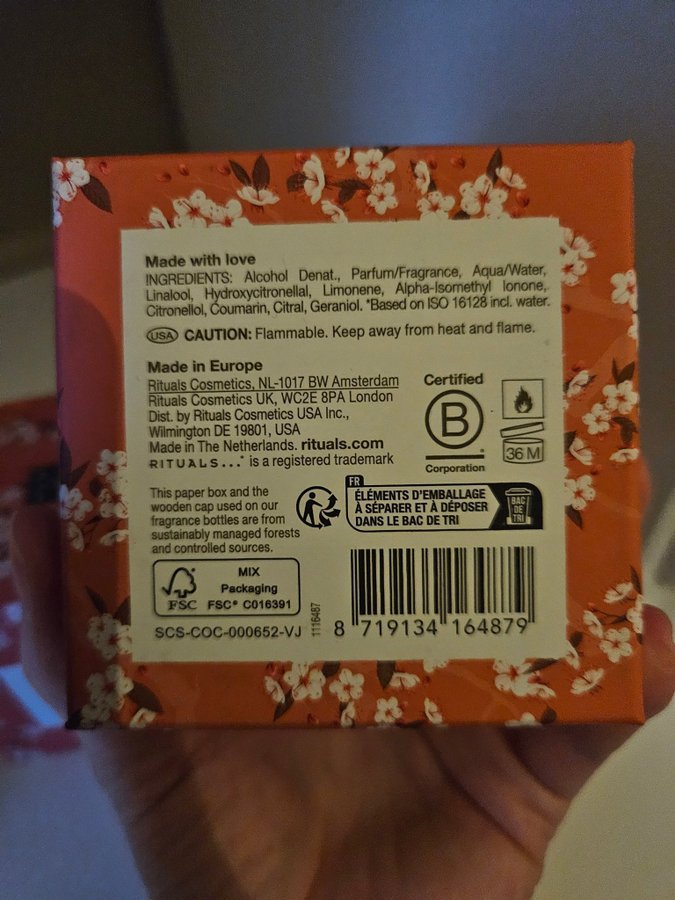 Made with love
INGREDIENTS: Alcohol Denat., Parfum/Fragrance, Aqua/Water,
Linalool, Hydroxycitronellal, Limonene, Alpha-Isomethyl Ionone,
Citronellol, Coumarin, Citral, Geraniol. *Based on ISO 16128 incl. water.
USA CAUTION: Flammable. Keep away from heat and flame.
Made in Europe
Rituals Cosmetics, NL-1017 BW Amsterdam
Rituals Cosmetics UK, WC2E 8PA London
Dist. by Rituals Cosmetics USA Inc.,
Wilmington DE 19801, USA
Made in The Netherlands. rituals.com
RITUALS...* is a registered trademark
Certified
B
Corporation
36 M
This paper box and the
wooden cap used on our
fragrance bottles are from
sustainably managed forests
and controlled sources.
FR
ÉLÉMENTS D'EMBALLAGE
À SÉPARER ET À DÉPOSER
DANS LE BAC DE TRI
BAC
DE
TRI
FSC
MIX
Packaging
FSC® C016391
SCS-COC-000652-VJ
1116487
8 719134 164879